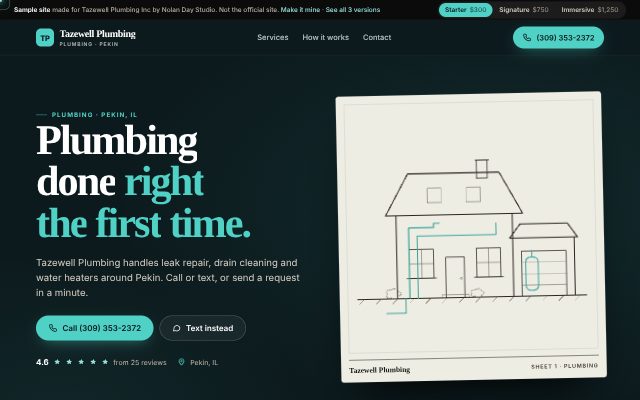 Sample site made for Tazewell Plumbing Inc by Nolan Day Studio. Not the official site. Make it mine · See all 3 versions
Starter $300 Signature $750 Immersive $1,250
TP
Tazewell Plumbing
PLUMBING · PEKIN
Services How it works Contact
(309) 353-2372
PLUMBING · PEKIN, IL
Plumbing
done right
the first time.
Tazewell Plumbing handles leak repair, drain cleaning and
water heaters around Pekin. Call or text, or send a request
in a minute.
Call (309) 353-2372
Text instead
4.6 ★ ★ ★ ★ ★ from 25 reviews
Pekin, IL
Tazewell Plumbing
SHEET 1 · PLUMBING